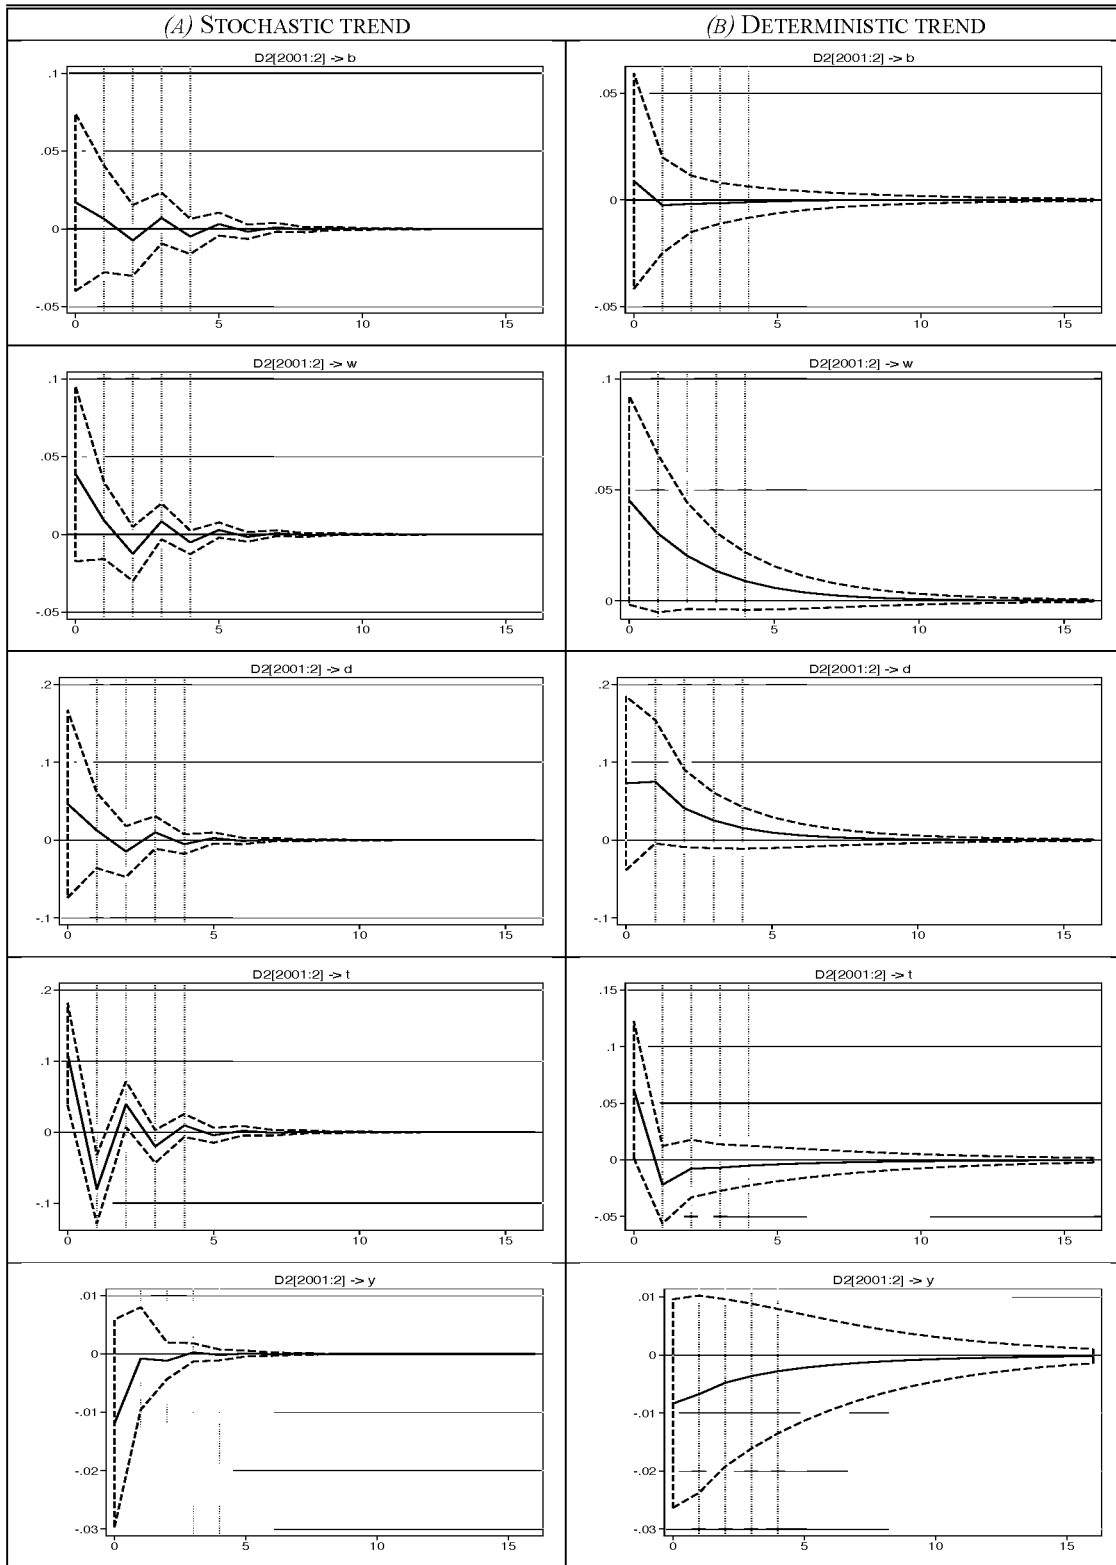 (A) STOCHASTIC TREND
(B) DETERMINISTIC TREND
D2[2001:2] -> b
.1
.05
0
-.05
0 5 10 15
D2[2001:2] -> b
.05
0
-.05
0 5 10 15
D2[2001:2] -> w
.1
.05
0
-.05
0 5 10 15
D2[2001:2] -> w
.1
.05
0
0 5 10 15
D2[2001:2] -> d
.2
.1
0
-.1
0 5 10 15
D2[2001:2] -> d
.2
.1
0
-.1
0 5 10 15
D2[2001:2] -> t
.2
.1
0
-.1
0 5 10 15
D2[2001:2] -> t
.15
.1
.05
0
-.05
0 5 10 15
D2[2001:2] -> y
.01
0
-.01
-.02
-.03
0 5 10 15
D2[2001:2] -> y
.01
0
-.01
-.02
-.03
0 5 10 15